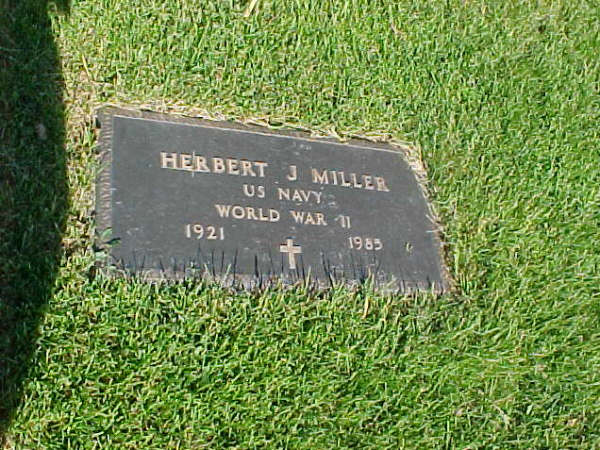 HERBERT J MILLER
US NAVY
WORLD WAR II
1921 1985